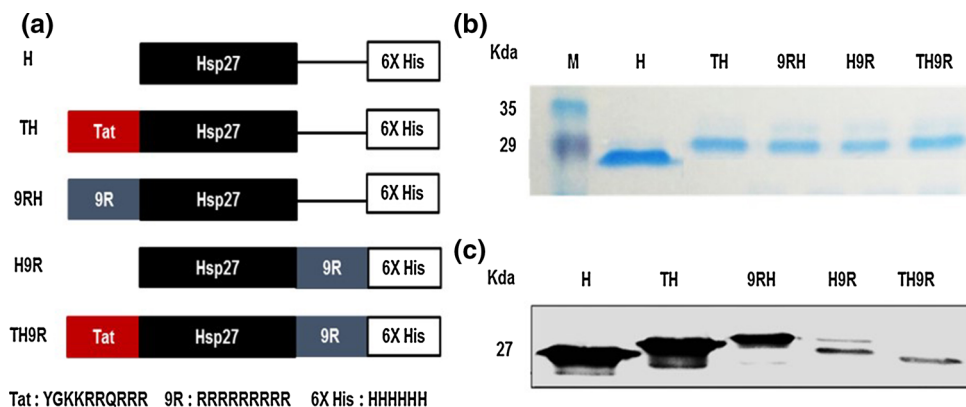 (a)
H Hsp27 6X His
TH Tat Hsp27 6X His
9RH 9R Hsp27 6X His
H9R Hsp27 9R 6X His
TH9R Tat Hsp27 9R 6X His
Tat : YGKKRRQRRR 9R : RRRRRRRRR 6X His : HHHHHH
(b)
Kda M H TH 9RH H9R TH9R
35
29
(c)
Kda H TH 9RH H9R TH9R
27